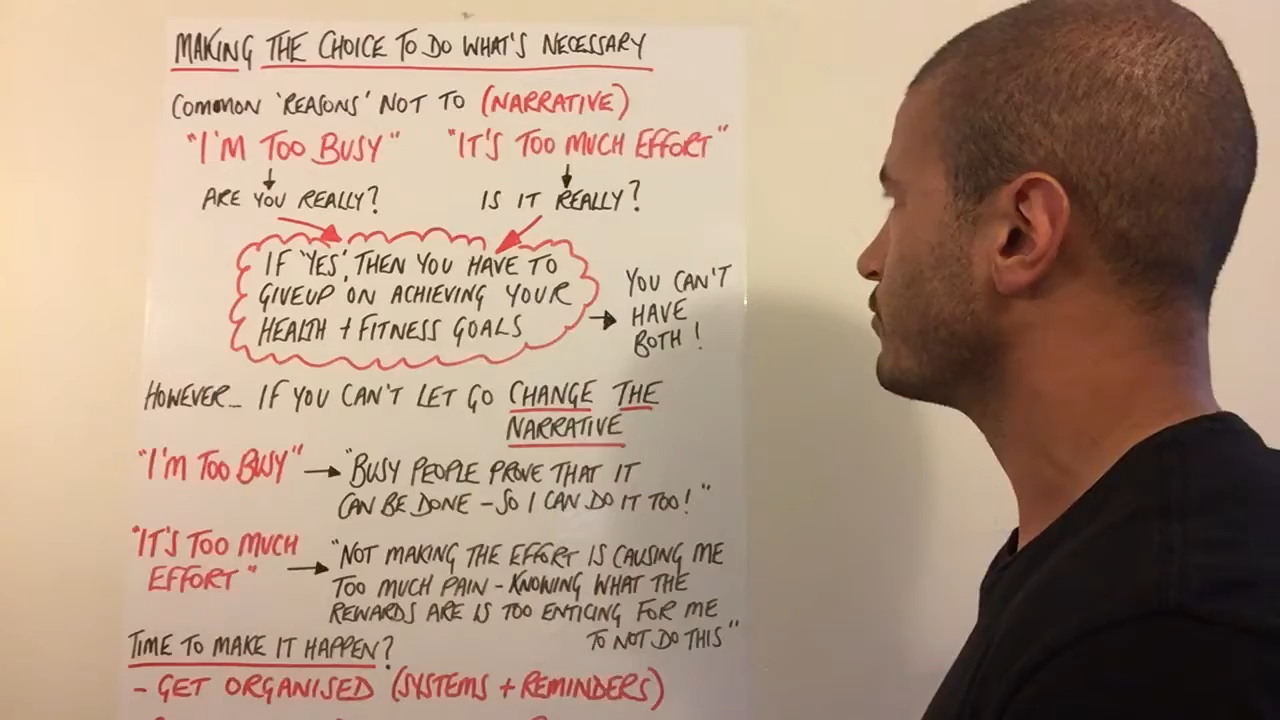 MAKING THE CHOICE TO DO WHAT'S NECESSARY
COMMON 'REASONS' NOT TO (NARRATIVE)
"I'M TOO BUSY" "IT'S TOO MUCH EFFORT"
ARE YOU REALLY? IS IT REALLY?
IF 'YES', THEN YOU HAVE TO
GIVEUP ON ACHIEVING YOUR
HEALTH + FITNESS GOALS
YOU CAN'T
HAVE
BOTH!
HOWEVER... IF YOU CAN'T LET GO CHANGE THE
NARRATIVE
"I'M TOO BUSY"
"BUSY PEOPLE PROVE THAT IT
CAN BE DONE - SO I CAN DO IT TOO!"
"IT'S TOO MUCH
EFFORT"
"NOT MAKING THE EFFORT IS CAUSING ME
TOO MUCH PAIN - KNOWING WHAT THE
REWARDS ARE IS TOO ENTICING FOR ME
TO NOT DO THIS"
TIME TO MAKE IT HAPPEN?
- GET ORGANISED (SYSTEMS + REMINDERS)